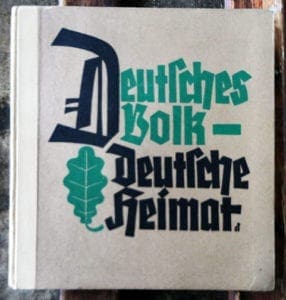 Deutsches
Volk –
Deutsche
Heimat